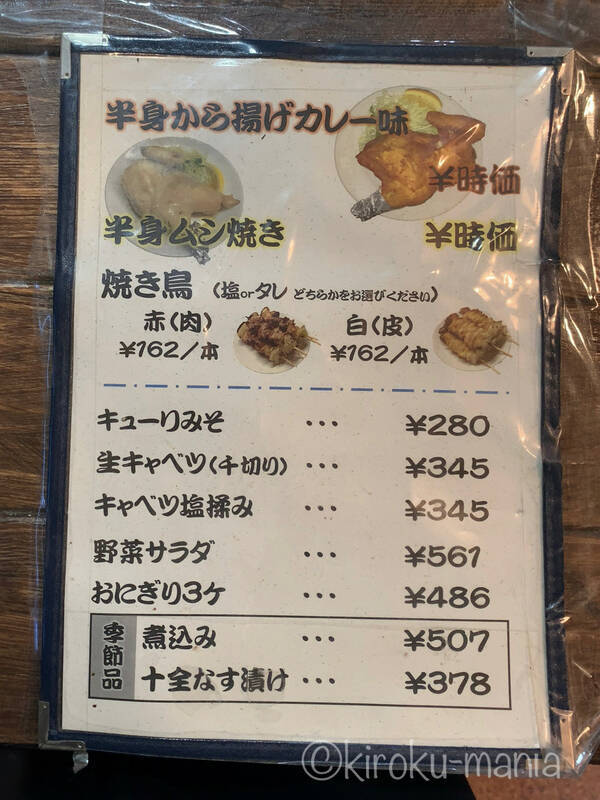 半身から揚げカレー味
￥時価
半身ムシ焼き
￥時価
焼き鳥 (塩orタレ どちらかをお選びください)
赤(肉)
￥162/本
白(皮)
￥162/本
キューりみそ ・・・ ￥280
生キャベツ(千切り) ・・・ ￥345
キャベツ塩揉み ・・・ ￥345
野菜サラダ ・・・ ￥561
おにぎり3ケ ・・・ ￥486
季節品
煮込み ・・・ ￥507
十全なす漬け ・・・ ￥378
©kiroku-mania